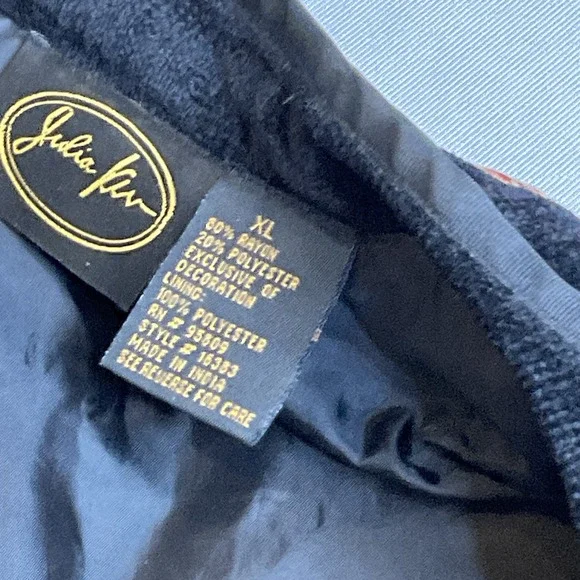 XL
80% RAYON
20% POLYESTER
EXCLUSIVE OF
DECORATION
LINING:
100% POLYESTER
RN # 95809
STYLE # 16383
MADE IN INDIA
SEE REVERSE FOR CARE